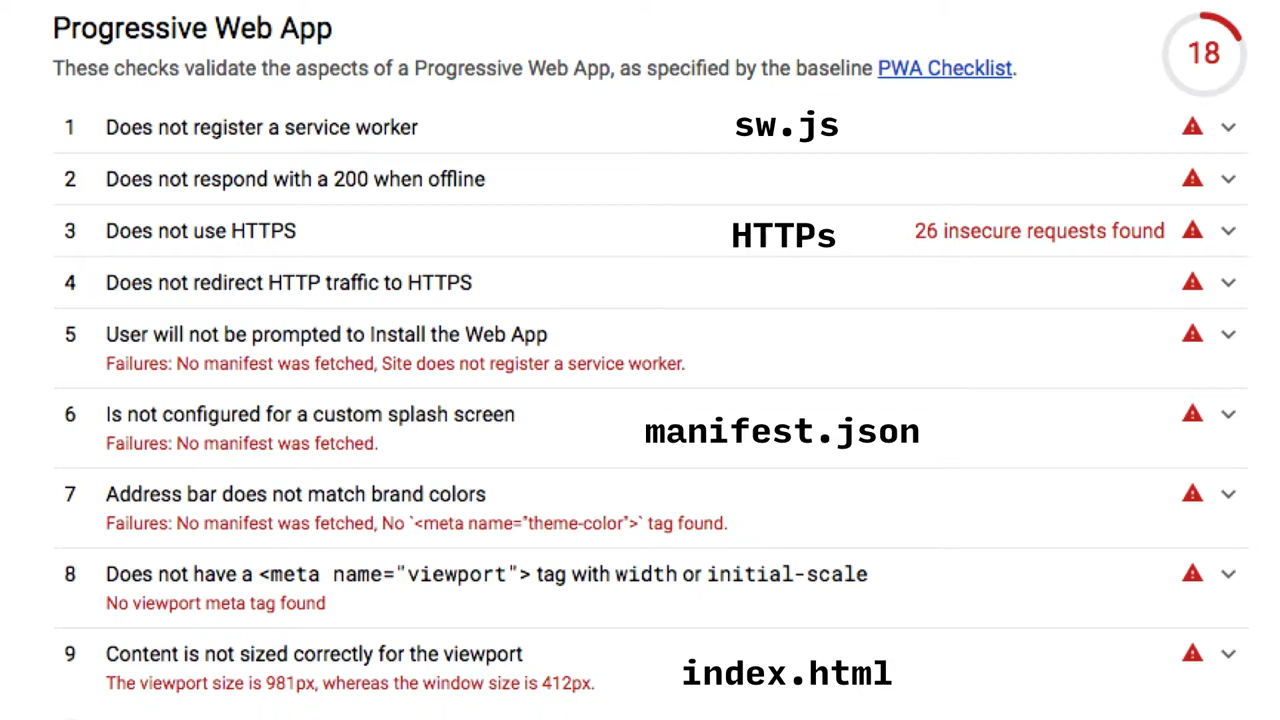 Progressive Web App
18
These checks validate the aspects of a Progressive Web App, as specified by the baseline PWA Checklist.
1 Does not register a service worker sw.js
2 Does not respond with a 200 when offline
3 Does not use HTTPS HTTPs 26 insecure requests found
4 Does not redirect HTTP traffic to HTTPS
5 User will not be prompted to Install the Web App
Failures: No manifest was fetched, Site does not register a service worker.
6 Is not configured for a custom splash screen manifest.json
Failures: No manifest was fetched.
7 Address bar does not match brand colors
Failures: No manifest was fetched, No `<meta name="theme-color">` tag found.
8 Does not have a <meta name="viewport"> tag with width or initial-scale
No viewport meta tag found
9 Content is not sized correctly for the viewport index.html
The viewport size is 981px, whereas the window size is 412px.